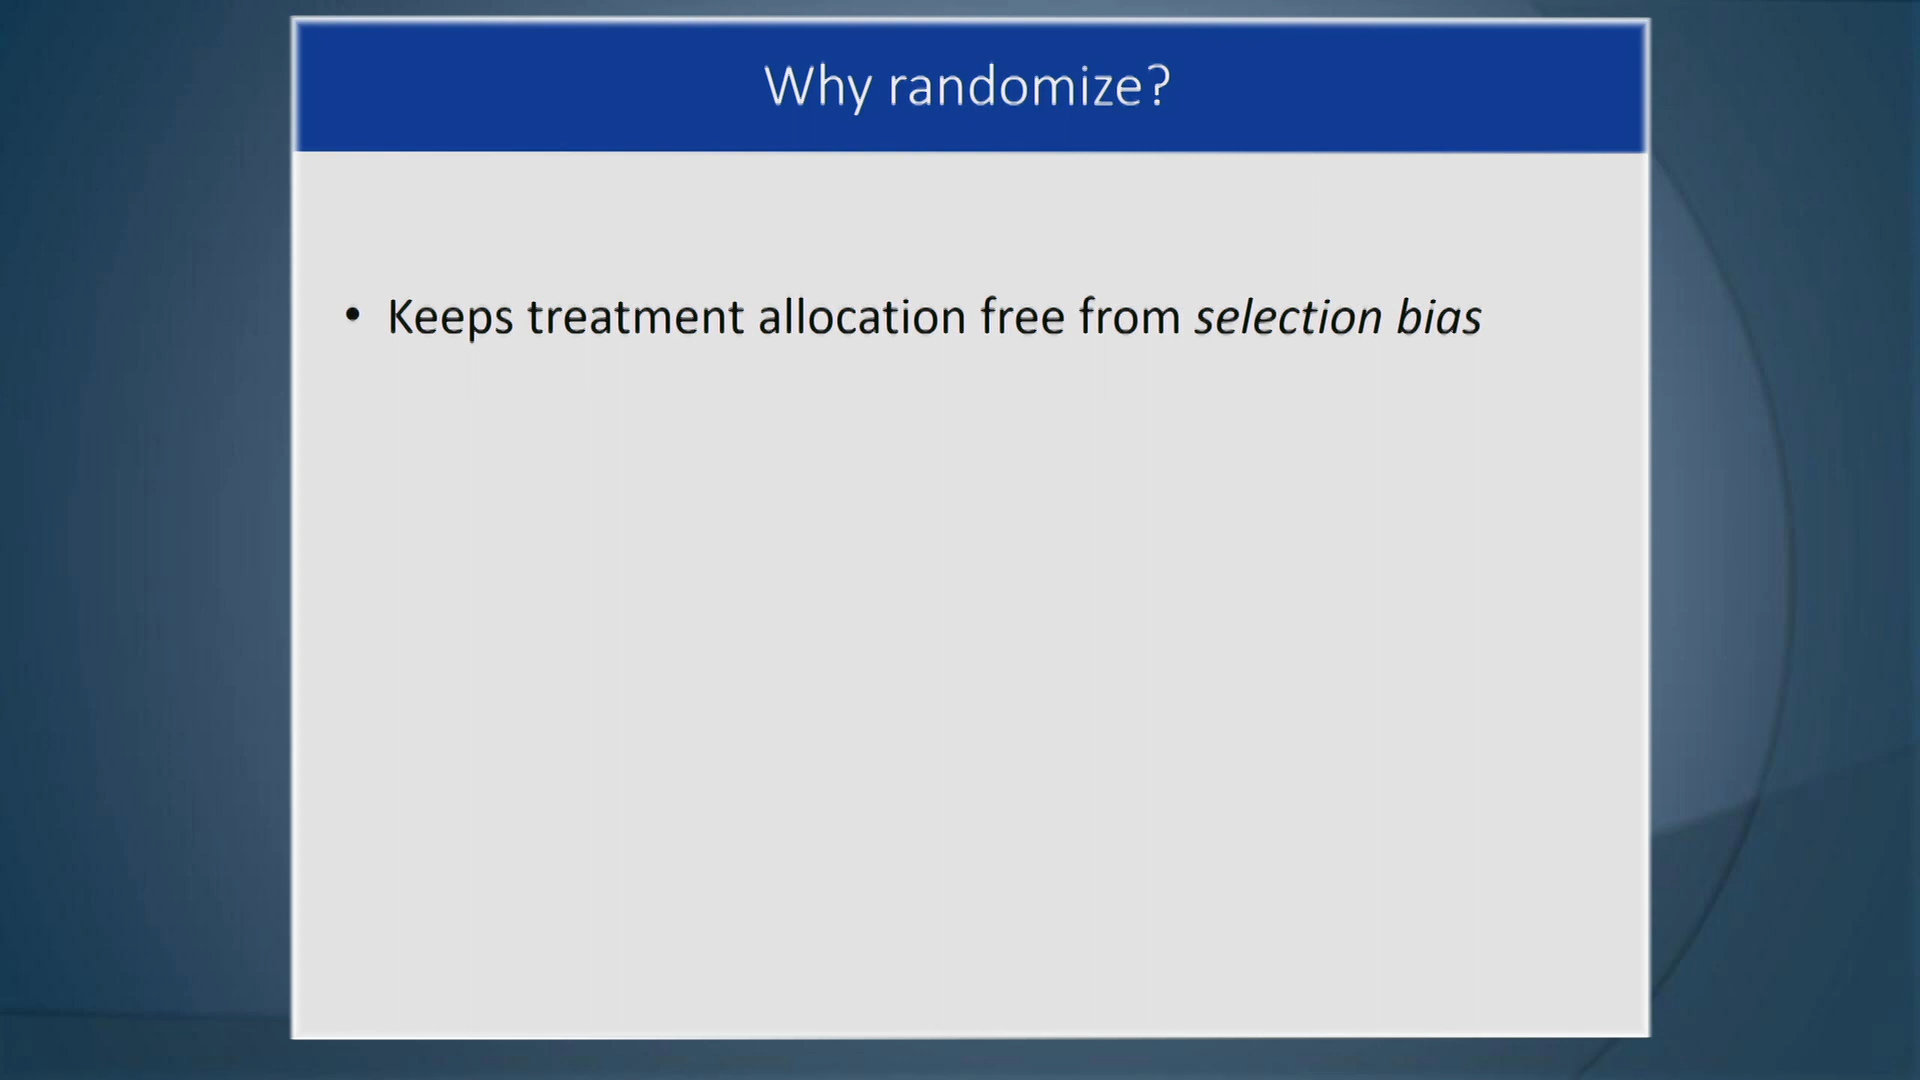 Why randomize?
• Keeps treatment allocation free from selection bias